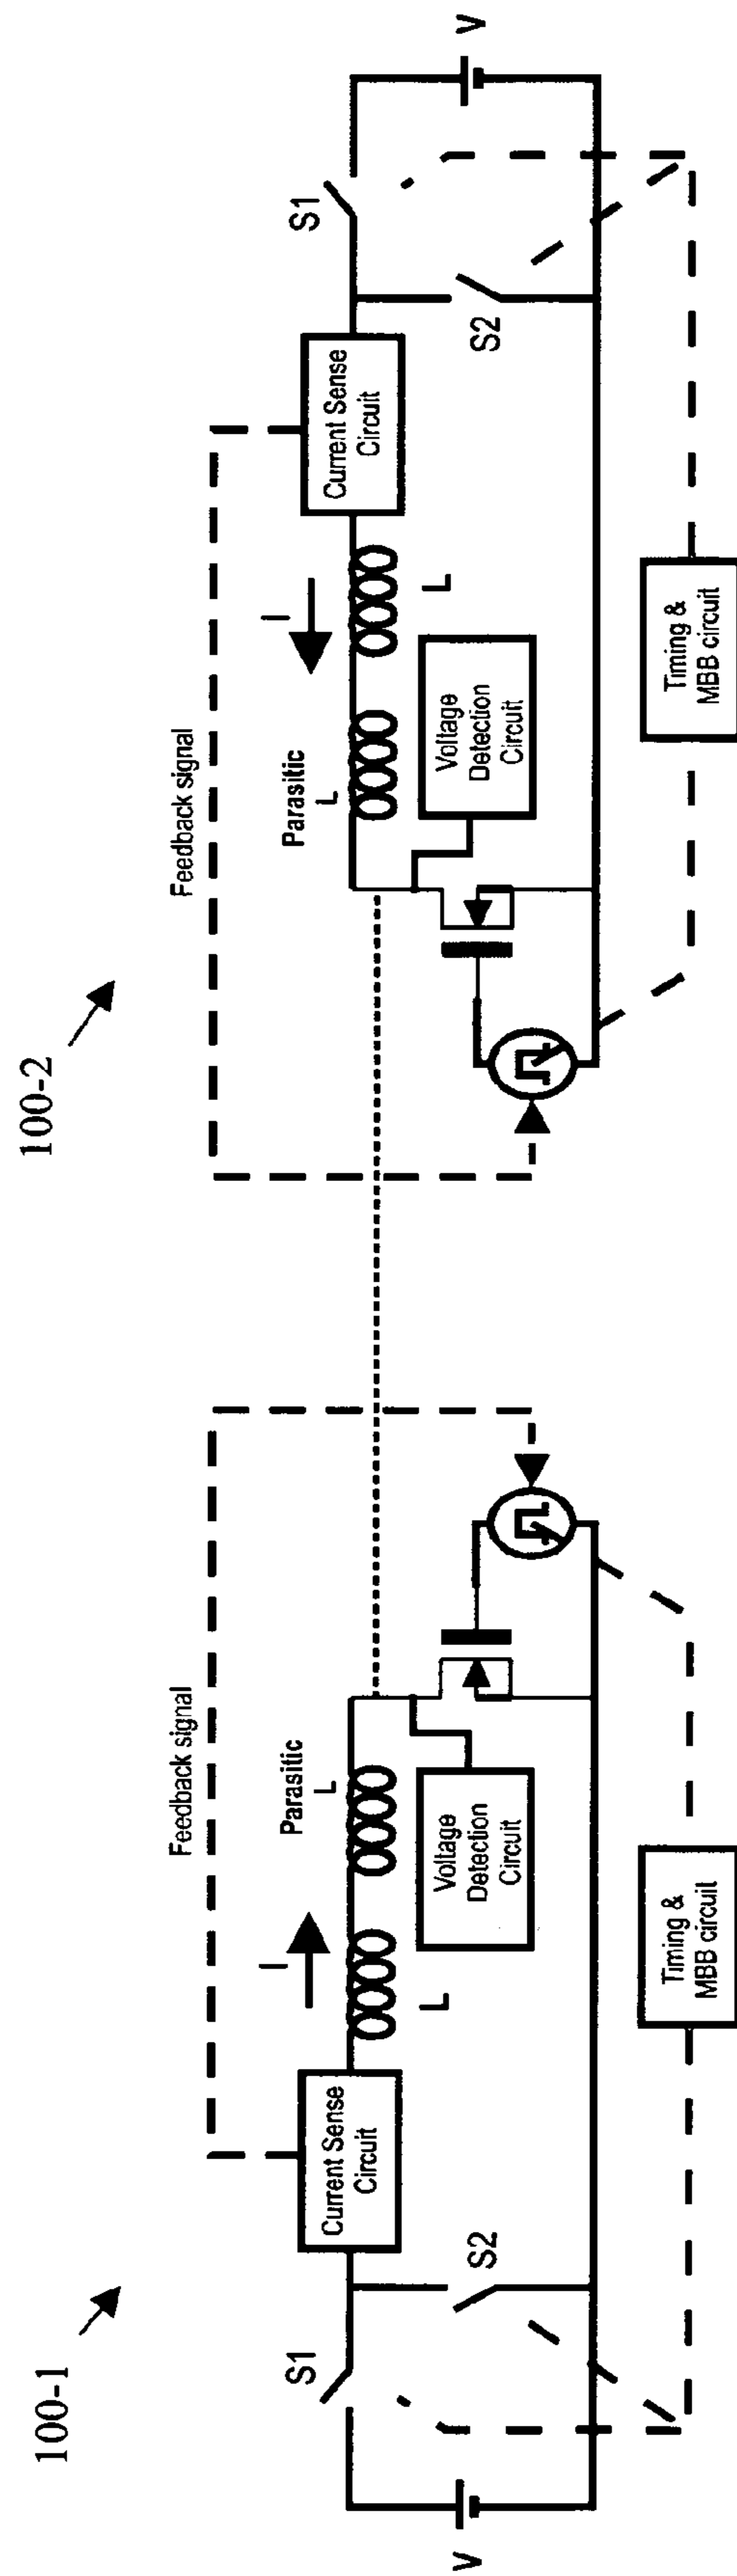 100-1
100-2
Feedback signal
Feedback signal
V
S1
S2
Current Sense
Circuit
I
L
Parasitic
L
Voltage
Detection
Circuit
Timing &
MBB circuit
Parasitic
L
I
L
Voltage
Detection
Circuit
Current Sense
Circuit
S1
S2
V
Timing &
MBB circuit